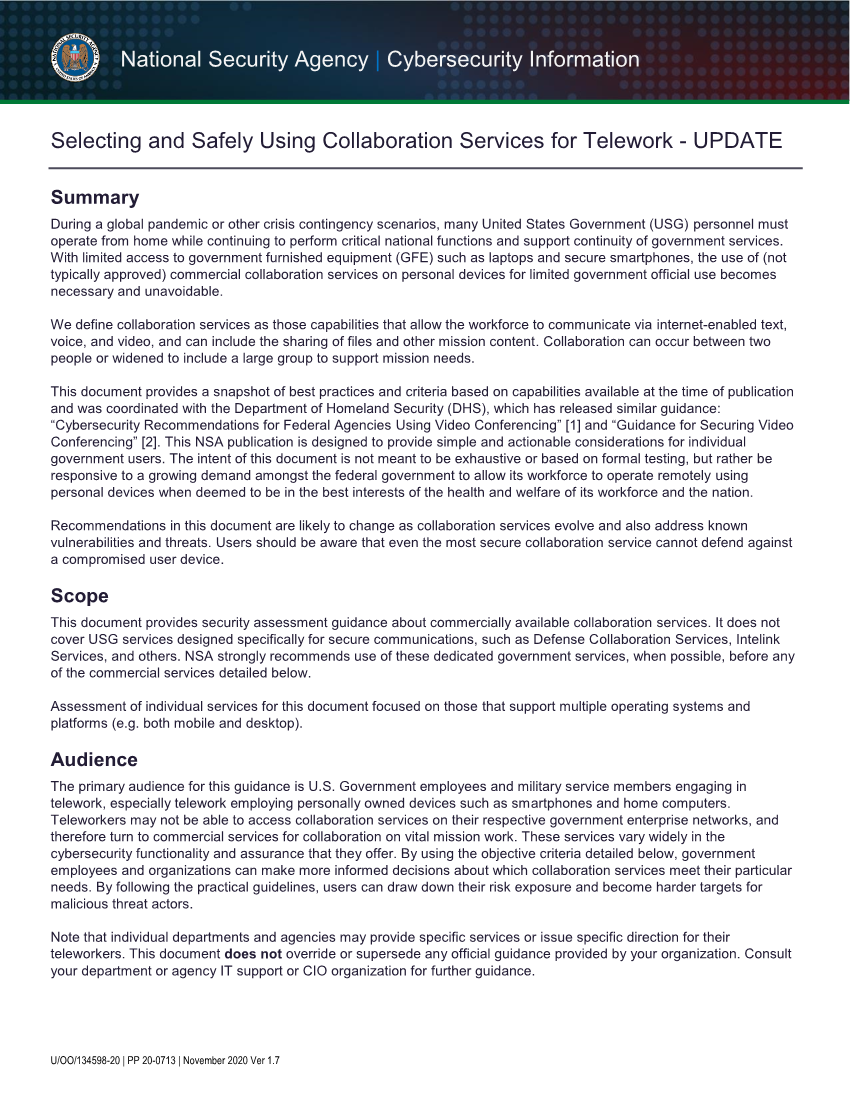 National Security Agency | Cybersecurity Information
Selecting and Safely Using Collaboration Services for Telework - UPDATE
Summary
During a global pandemic or other crisis contingency scenarios, many United States Government (USG) personnel must
operate from home while continuing to perform critical national functions and support continuity of government services.
With limited access to government furnished equipment (GFE) such as laptops and secure smartphones, the use of (not
typically approved) commercial collaboration services on personal devices for limited government official use becomes
necessary and unavoidable.
We define collaboration services as those capabilities that allow the workforce to communicate via internet-enabled text,
voice, and video, and can include the sharing of files and other mission content. Collaboration can occur between two
people or widened to include a large group to support mission needs.
This document provides a snapshot of best practices and criteria based on capabilities available at the time of publication
and was coordinated with the Department of Homeland Security (DHS), which has released similar guidance:
“Cybersecurity Recommendations for Federal Agencies Using Video Conferencing” [1] and “Guidance for Securing Video
Conferencing” [2]. This NSA publication is designed to provide simple and actionable considerations for individual
government users. The intent of this document is not meant to be exhaustive or based on formal testing, but rather be
responsive to a growing demand amongst the federal government to allow its workforce to operate remotely using
personal devices when deemed to be in the best interests of the health and welfare of its workforce and the nation.
Recommendations in this document are likely to change as collaboration services evolve and also address known
vulnerabilities and threats. Users should be aware that even the most secure collaboration service cannot defend against
a compromised user device.
Scope
This document provides security assessment guidance about commercially available collaboration services. It does not
cover USG services designed specifically for secure communications, such as Defense Collaboration Services, Intelink
Services, and others. NSA strongly recommends use of these dedicated government services, when possible, before any
of the commercial services detailed below.
Assessment of individual services for this document focused on those that support multiple operating systems and
platforms (e.g. both mobile and desktop).
Audience
The primary audience for this guidance is U.S. Government employees and military service members engaging in
telework, especially telework employing personally owned devices such as smartphones and home computers.
Teleworkers may not be able to access collaboration services on their respective government enterprise networks, and
therefore turn to commercial services for collaboration on vital mission work. These services vary widely in the
cybersecurity functionality and assurance that they offer. By using the objective criteria detailed below, government
employees and organizations can make more informed decisions about which collaboration services meet their particular
needs. By following the practical guidelines, users can draw down their risk exposure and become harder targets for
malicious threat actors.
Note that individual departments and agencies may provide specific services or issue specific direction for their
teleworkers. This document does not override or supersede any official guidance provided by your organization. Consult
your department or agency IT support or CIO organization for further guidance.
U/OO/134598-20 | PP 20-0713 | November 2020 Ver 1.7